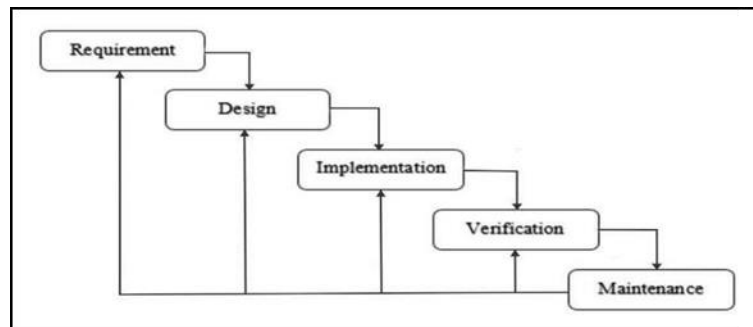 Requirement
Design
Implementation
Verification
Maintenance